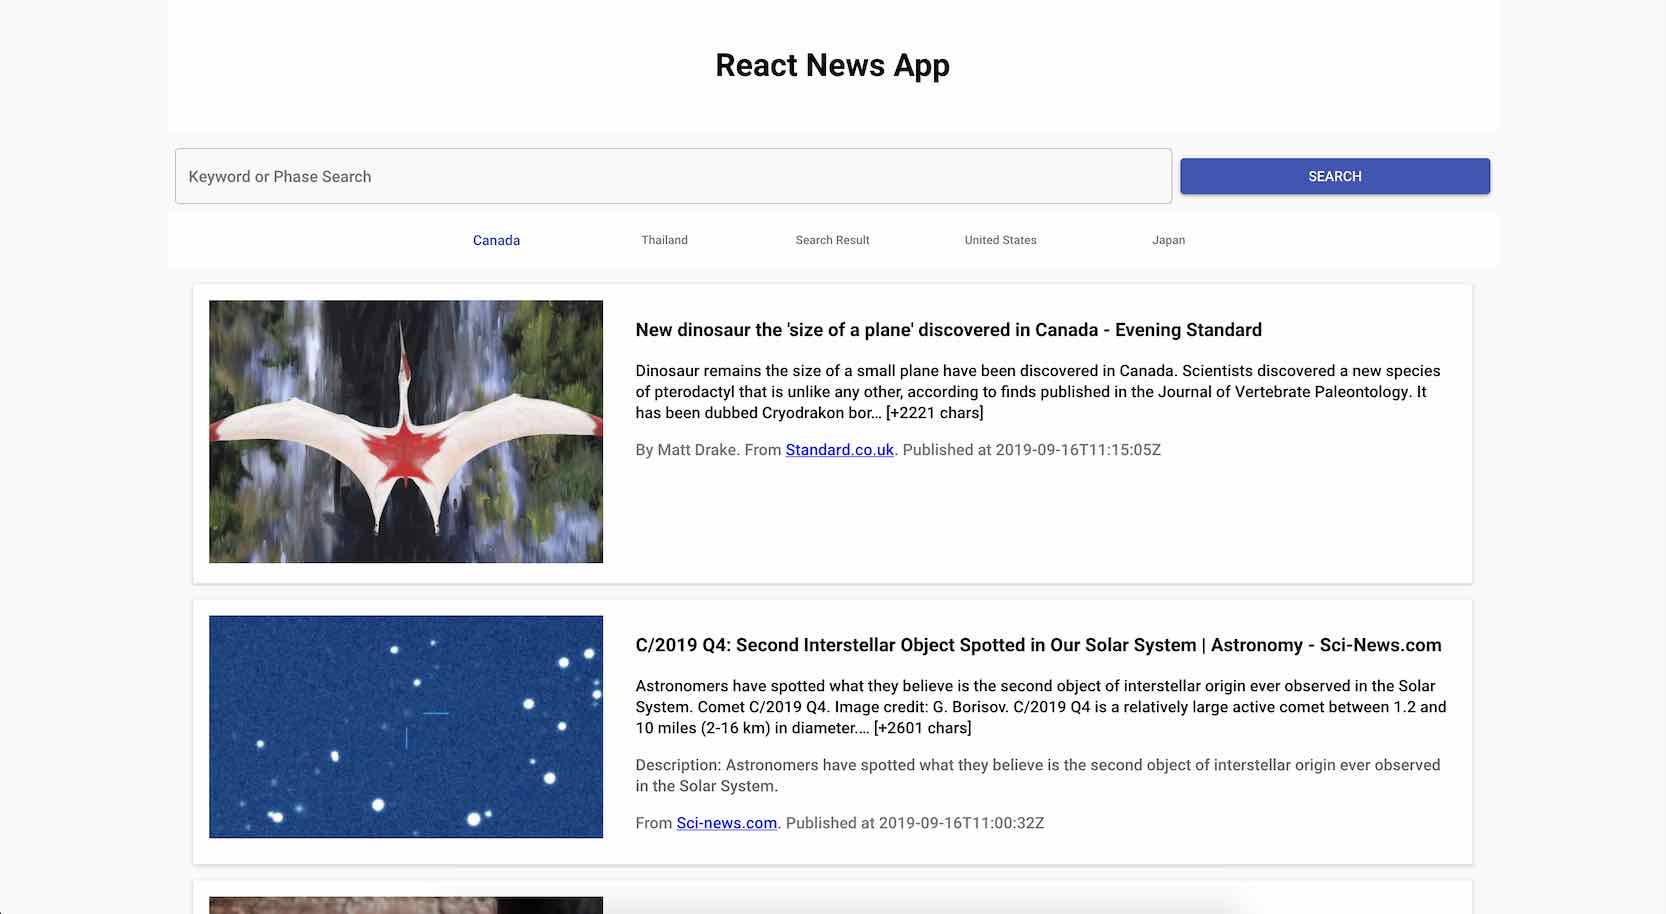 React News App
Keyword or Phase Search
SEARCH
Canada
Thailand
Search Result
United States
Japan
New dinosaur the 'size of a plane' discovered in Canada - Evening Standard
Dinosaur remains the size of a small plane have been discovered in Canada. Scientists discovered a new species
of pterodactyl that is unlike any other, according to finds published in the Journal of Vertebrate Paleontology. It
has been dubbed Cryodrakon bor… [+2221 chars]
By Matt Drake. From Standard.co.uk. Published at 2019-09-16T11:15:05Z
C/2019 Q4: Second Interstellar Object Spotted in Our Solar System | Astronomy - Sci-News.com
Astronomers have spotted what they believe is the second object of interstellar origin ever observed in the Solar
System. Comet C/2019 Q4. Image credit: G. Borisov. C/2019 Q4 is a relatively large active comet between 1.2 and
10 miles (2-16 km) in diameter.… [+2601 chars]
Description: Astronomers have spotted what they believe is the second object of interstellar origin ever observed
in the Solar System.
From Sci-news.com. Published at 2019-09-16T11:00:32Z